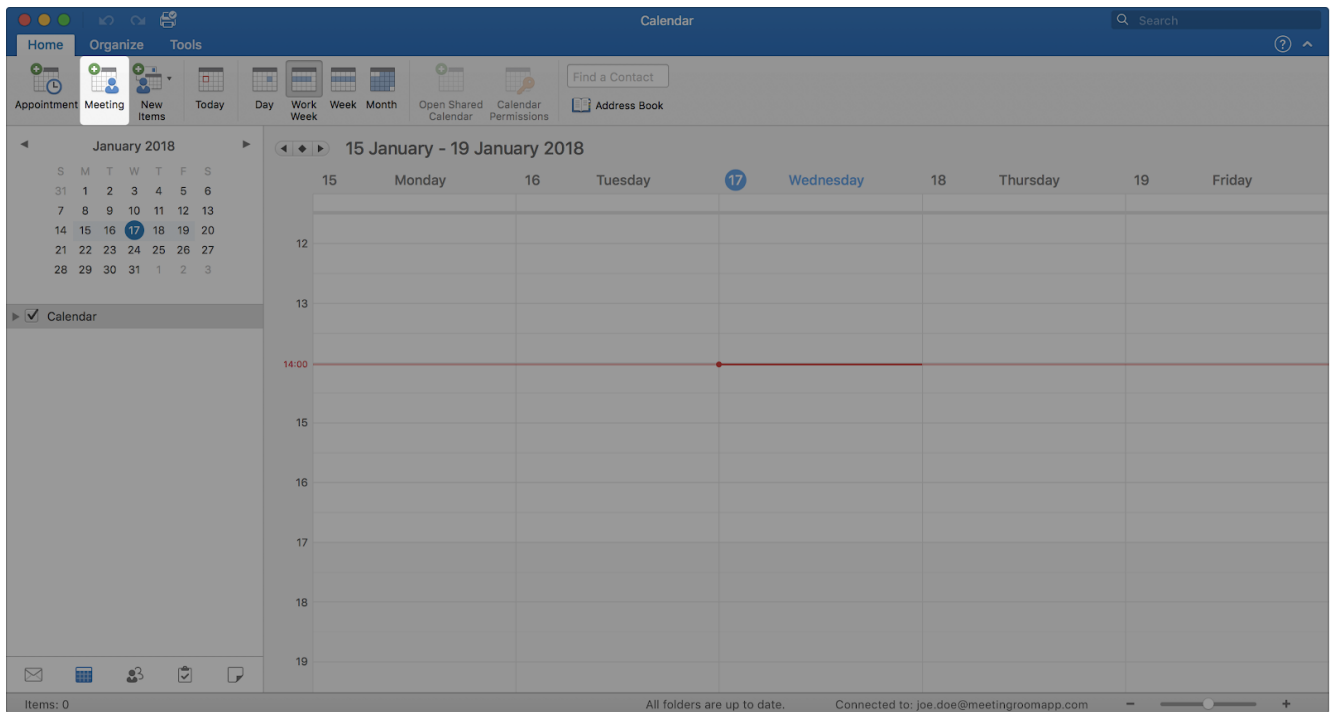 Calendar
Search
Home Organize Tools
?
Appointment Meeting New Items Today Day Work Week Week Month Open Shared Calendar Calendar Permissions
Find a Contact
Address Book
January 2018
S M T W T F S
31 1 2 3 4 5 6
7 8 9 10 11 12 13
14 15 16 17 18 19 20
21 22 23 24 25 26 27
28 29 30 31 1 2 3
Calendar
15 January - 19 January 2018
15 Monday 16 Tuesday 17 Wednesday 18 Thursday 19 Friday
12
13
14:00
15
16
17
18
19
Items: 0 All folders are up to date. Connected to: joe.doe@meetingroomapp.com